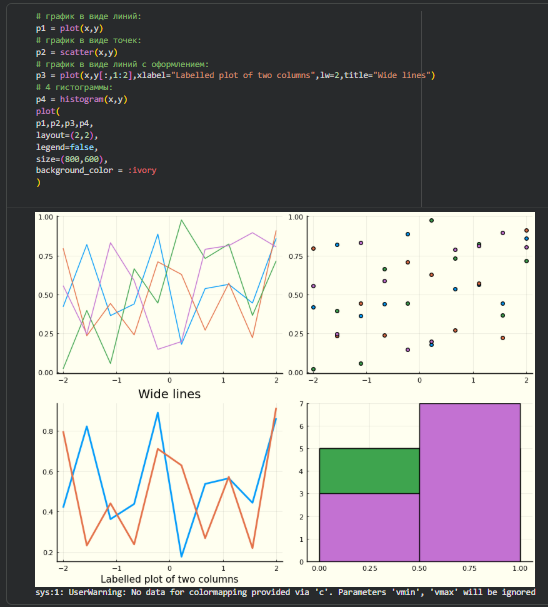 # график в виде линий:
p1 = plot(x,y)
# график в виде точек:
p2 = scatter(x,y)
# график в виде линий с оформлением:
p3 = plot(x,y[:,1:2],xlabel="Labelled plot of two columns",lw=2,title="Wide lines")
# 4 гистограммы:
p4 = histogram(x,y)
plot(
p1,p2,p3,p4,
layout=(2,2),
legend=false,
size=(800,600),
background_color = :ivory
)
1.00
0.75
0.50
0.25
0.00
-2 -1 0 1 2
1.00
0.75
0.50
0.25
0.00
-2 -1 0 1 2
Wide lines
0.8
0.6
0.4
0.2
-2 -1 0 1 2
Labelled plot of two columns
7
6
5
4
3
2
1
0
0.00 0.25 0.50 0.75 1.00
sys:1: UserWarning: No data for colormapping provided via 'c'. Parameters 'vmin', 'vmax' will be ignored